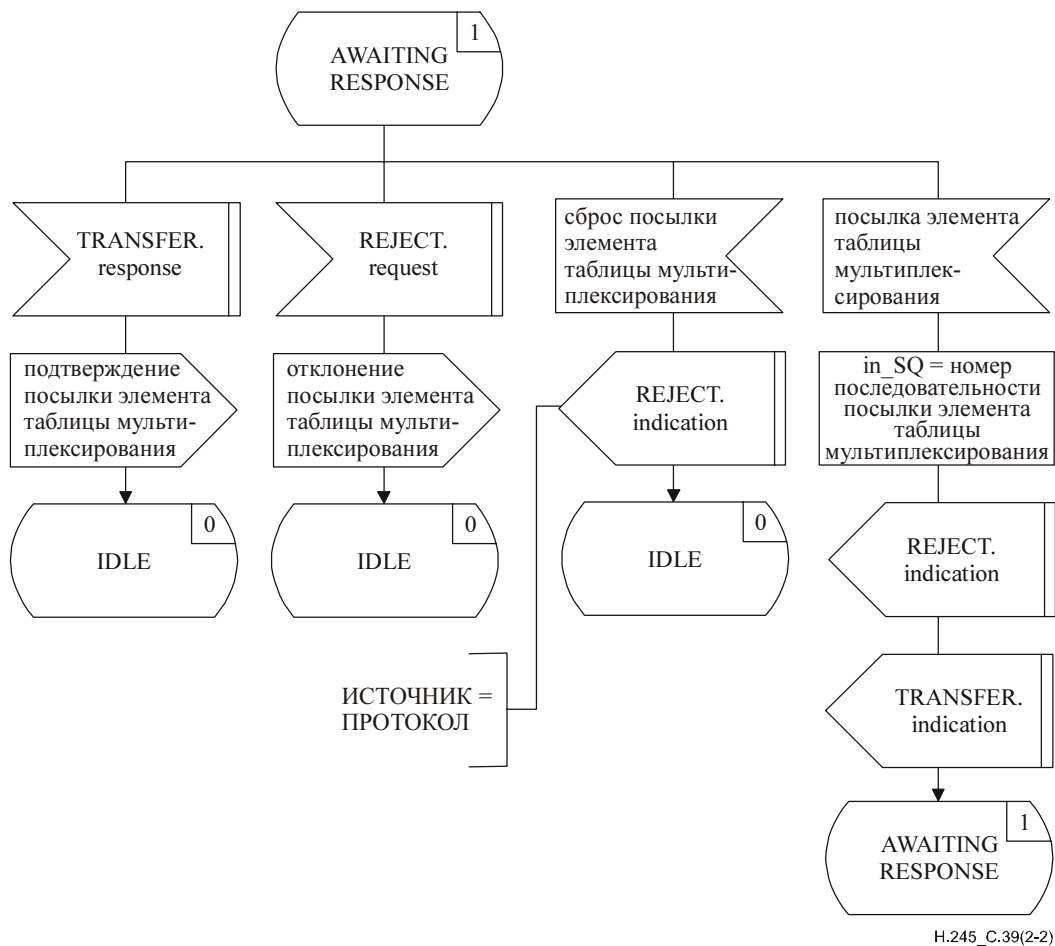 1
AWAITING
RESPONSE
TRANSFER.
response
REJECT.
request
сброс посылки
элемента
таблицы мульти-
плексирования
посылка элемента
таблицы
мультиплек-
сирования
подтверждение
посылки элемента
таблицы мульти-
плексирования
отклонение
посылки элемента
таблицы мульти-
плексирования
REJECT.
indication
in_SQ = номер
последовательности
посылки элемента
таблицы
мультиплексирования
0
IDLE
0
IDLE
0
IDLE
REJECT.
indication
ИСТОЧНИК =
ПРОТОКОЛ
TRANSFER.
indication
1
AWAITING
RESPONSE
H.245_C.39(2-2)